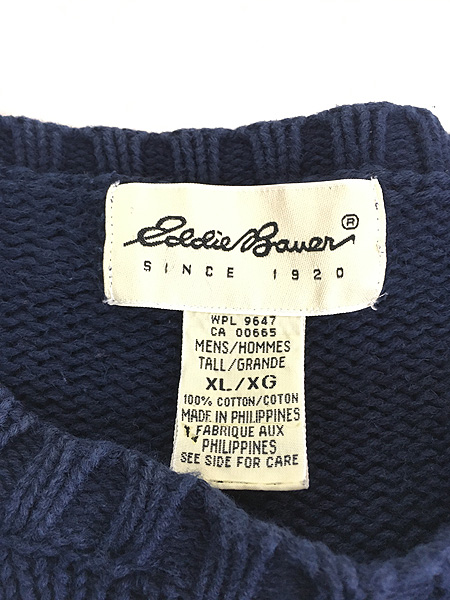 Eddie Bauer®
SINCE 1920
WPL 9647
CA 00665
MENS/HOMMES
TALL/GRANDE
XL/XG
100% COTTON/COTON
MADE IN PHILIPPINES
FABRIQUE AUX
PHILIPPINES
SEE SIDE FOR CARE